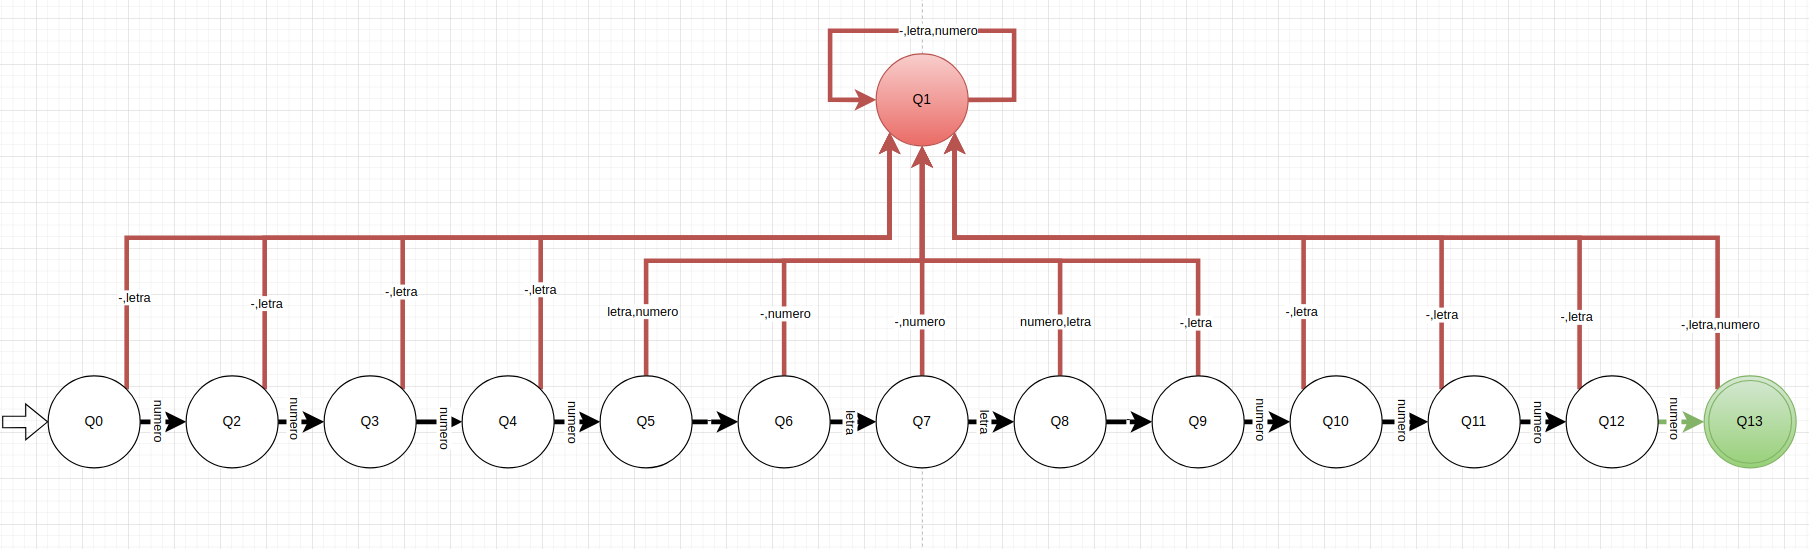 -,letra,numero
Q1
-,letra
-,letra
-,letra
-,letra
letra,numero
-,numero
-,numero
numero,letra
-,letra
-,letra
-,letra
-,letra
-,letra,numero
Q0
numero
Q2
numero
Q3
numero
Q4
numero
Q5
-
Q6
letra
Q7
letra
Q8
-
Q9
numero
Q10
numero
Q11
numero
Q12
numero
Q13